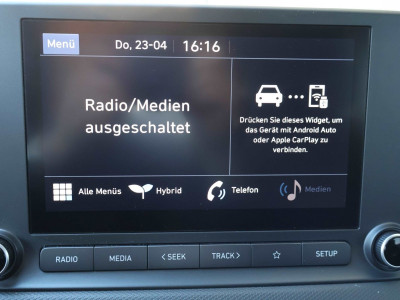 Menü Do, 23-04 16:16
Radio/Medien
ausgeschaltet
Drücken Sie dieses Widget, um
das Gerät mit Android Auto
oder Apple CarPlay zu
verbinden.
Alle Menüs Hybrid Telefon Medien
RADIO MEDIA < SEEK TRACK > ☆ SETUP